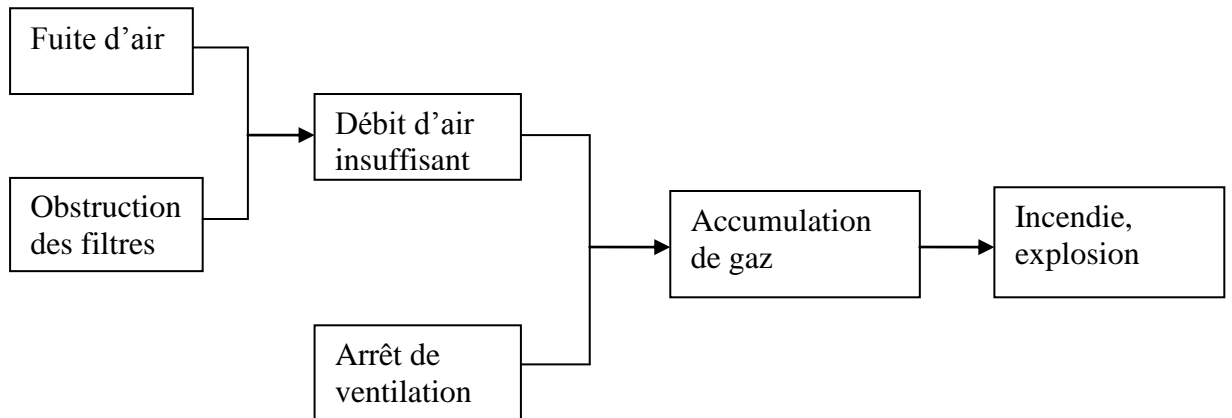 Fuite d’air
Obstruction
des filtres
Débit d’air
insuffisant
Arrêt de
ventilation
Accumulation
de gaz
Incendie,
explosion